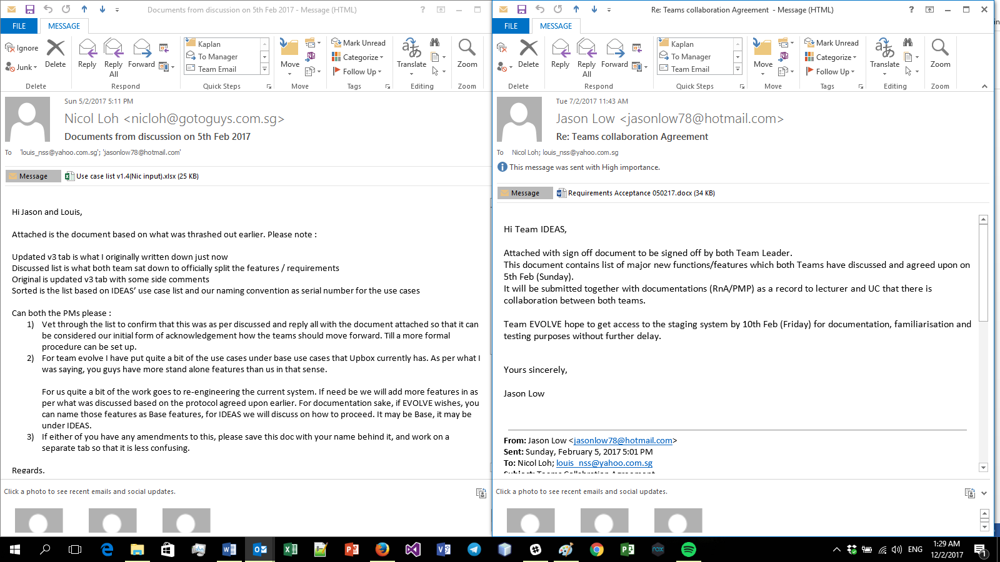 Documents from discussion on 5th Feb 2017 - Message (HTML)
FILE
MESSAGE
Ignore
Junk
Delete
Reply
Reply All
Forward
Kaplan
To Manager
Team Email
Move
Mark Unread
Categorize
Follow Up
Translate
Zoom
Delete
Respond
Quick Steps
Move
Tags
Editing
Zoom
Sun 5/2/2017 5:11 PM
Nicol Loh <nicloh@gotoguys.com.sg>
Documents from discussion on 5th Feb 2017
To 'louis_nss@yahoo.com.sg'; 'jasonlow78@hotmail.com'
Message
Use case list v1.4(Nic input).xlsx (25 KB)
Hi Jason and Louis,
Attached is the document based on what was thrashed out earlier. Please note :
Updated v3 tab is what I originally written down just now
Discussed list is what both team sat down to officially split the features / requirements
Original is updated v3 tab with some side comments
Sorted is the list based on IDEAS’ use case list and our naming convention as serial number for the use cases
Can both the PMs please :
1) Vet through the list to confirm that this was as per discussed and reply all with the document attached so that it can
be considered our initial form of acknowledgement how the teams should move forward. Till a more formal
procedure can be set up.
2) For team evolve I have put quite a bit of the use cases under base use cases that Upbox currently has. As per what I
was saying, you guys have more stand alone features than us in that sense.
For us quite a bit of the work goes to re-engineering the current system. If need be we will add more features in as
per what was discussed based on the protocol agreed upon earlier. For documentation sake, if EVOLVE wishes, you
can name those features as Base features, for IDEAS we will discuss on how to proceed. It may be Base, it may be
under IDEAS.
3) If either of you have any amendments to this, please save this doc with your name behind it, and work on a
separate tab so that it is less confusing.
Regards,
Click a photo to see recent emails and social updates.
Re: Teams collaboration Agreement - Message (HTML)
FILE
MESSAGE
Delete
Reply
Reply All
Forward
Kaplan
To Manager
Team Email
Move
Mark Unread
Categorize
Follow Up
Translate
Zoom
Delete
Respond
Quick Steps
Move
Tags
Editing
Zoom
Tue 7/2/2017 11:43 AM
Jason Low <jasonlow78@hotmail.com>
Re: Teams collaboration Agreement
To Nicol Loh; louis_nss@yahoo.com.sg
This message was sent with High importance.
Message
Requirements Acceptance 050217.docx (34 KB)
Hi Team IDEAS,
Attached with sign off document to be signed off by both Team Leader.
This document contains list of major new functions/features which both Teams have discussed and agreed upon on
5th Feb (Sunday).
It will be submitted together with documentations (RnA/PMP) as a record to lecturer and UC that there is
collaboration between both teams.
Team EVOLVE hope to get access to the staging system by 10th Feb (Friday) for documentation, familiarisation and
testing purposes without further delay.
Yours sincerely,
Jason Low
From: Jason Low <jasonlow78@hotmail.com>
Sent: Sunday, February 5, 2017 5:01 PM
To: Nicol Loh; louis_nss@yahoo.com.sg
Subject: Teams Collebration Agreement
Click a photo to see recent emails and social updates.
in
ENG
1:29 AM
12/2/2017
1